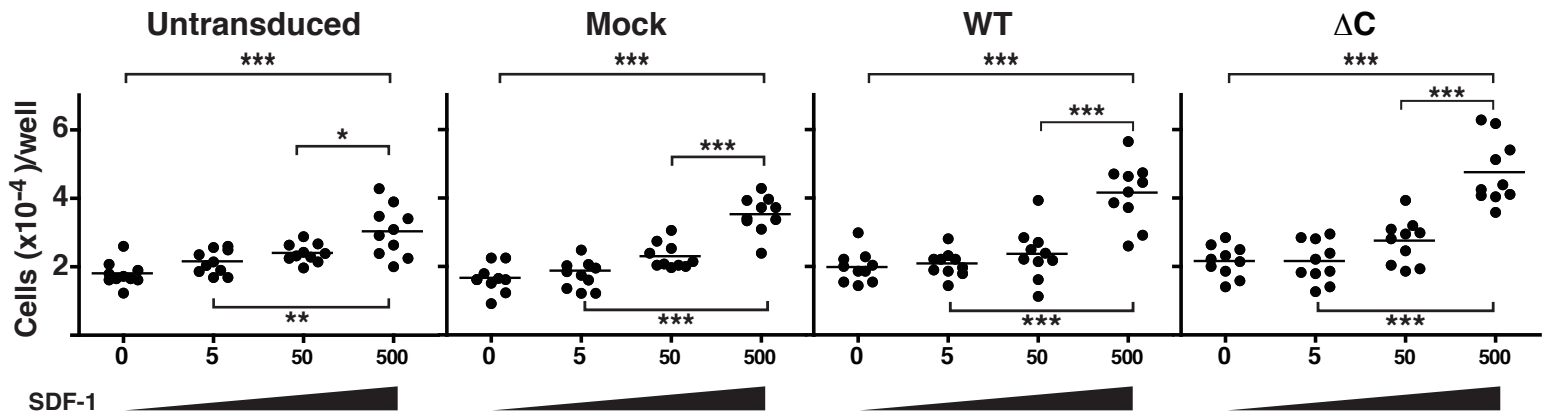 Untransduced Mock WT ΔC
*** *** *** ***
* *** *** ***
Cells (x10-4 )/well
6
4
2
** *** *** ***
0 5 50 500 0 5 50 500 0 5 50 500 0 5 50 500
SDF-1